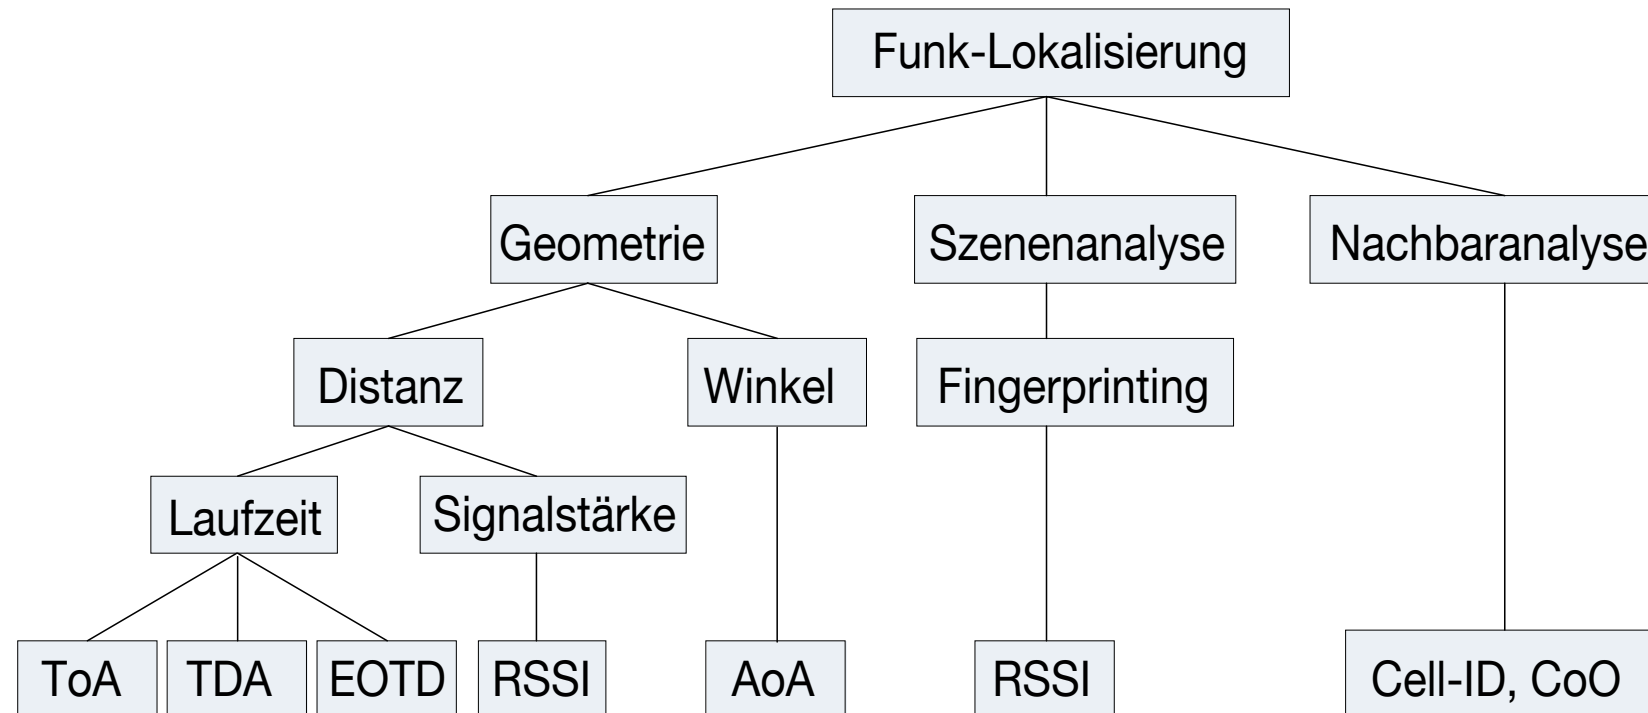 Funk-Lokalisierung
Geometrie
Szenenanalyse
Nachbaranalyse
Distanz
Winkel
Fingerprinting
Laufzeit
Signalstärke
ToA
TDA
EOTD
RSSI
AoA
RSSI
Cell-ID, CoO